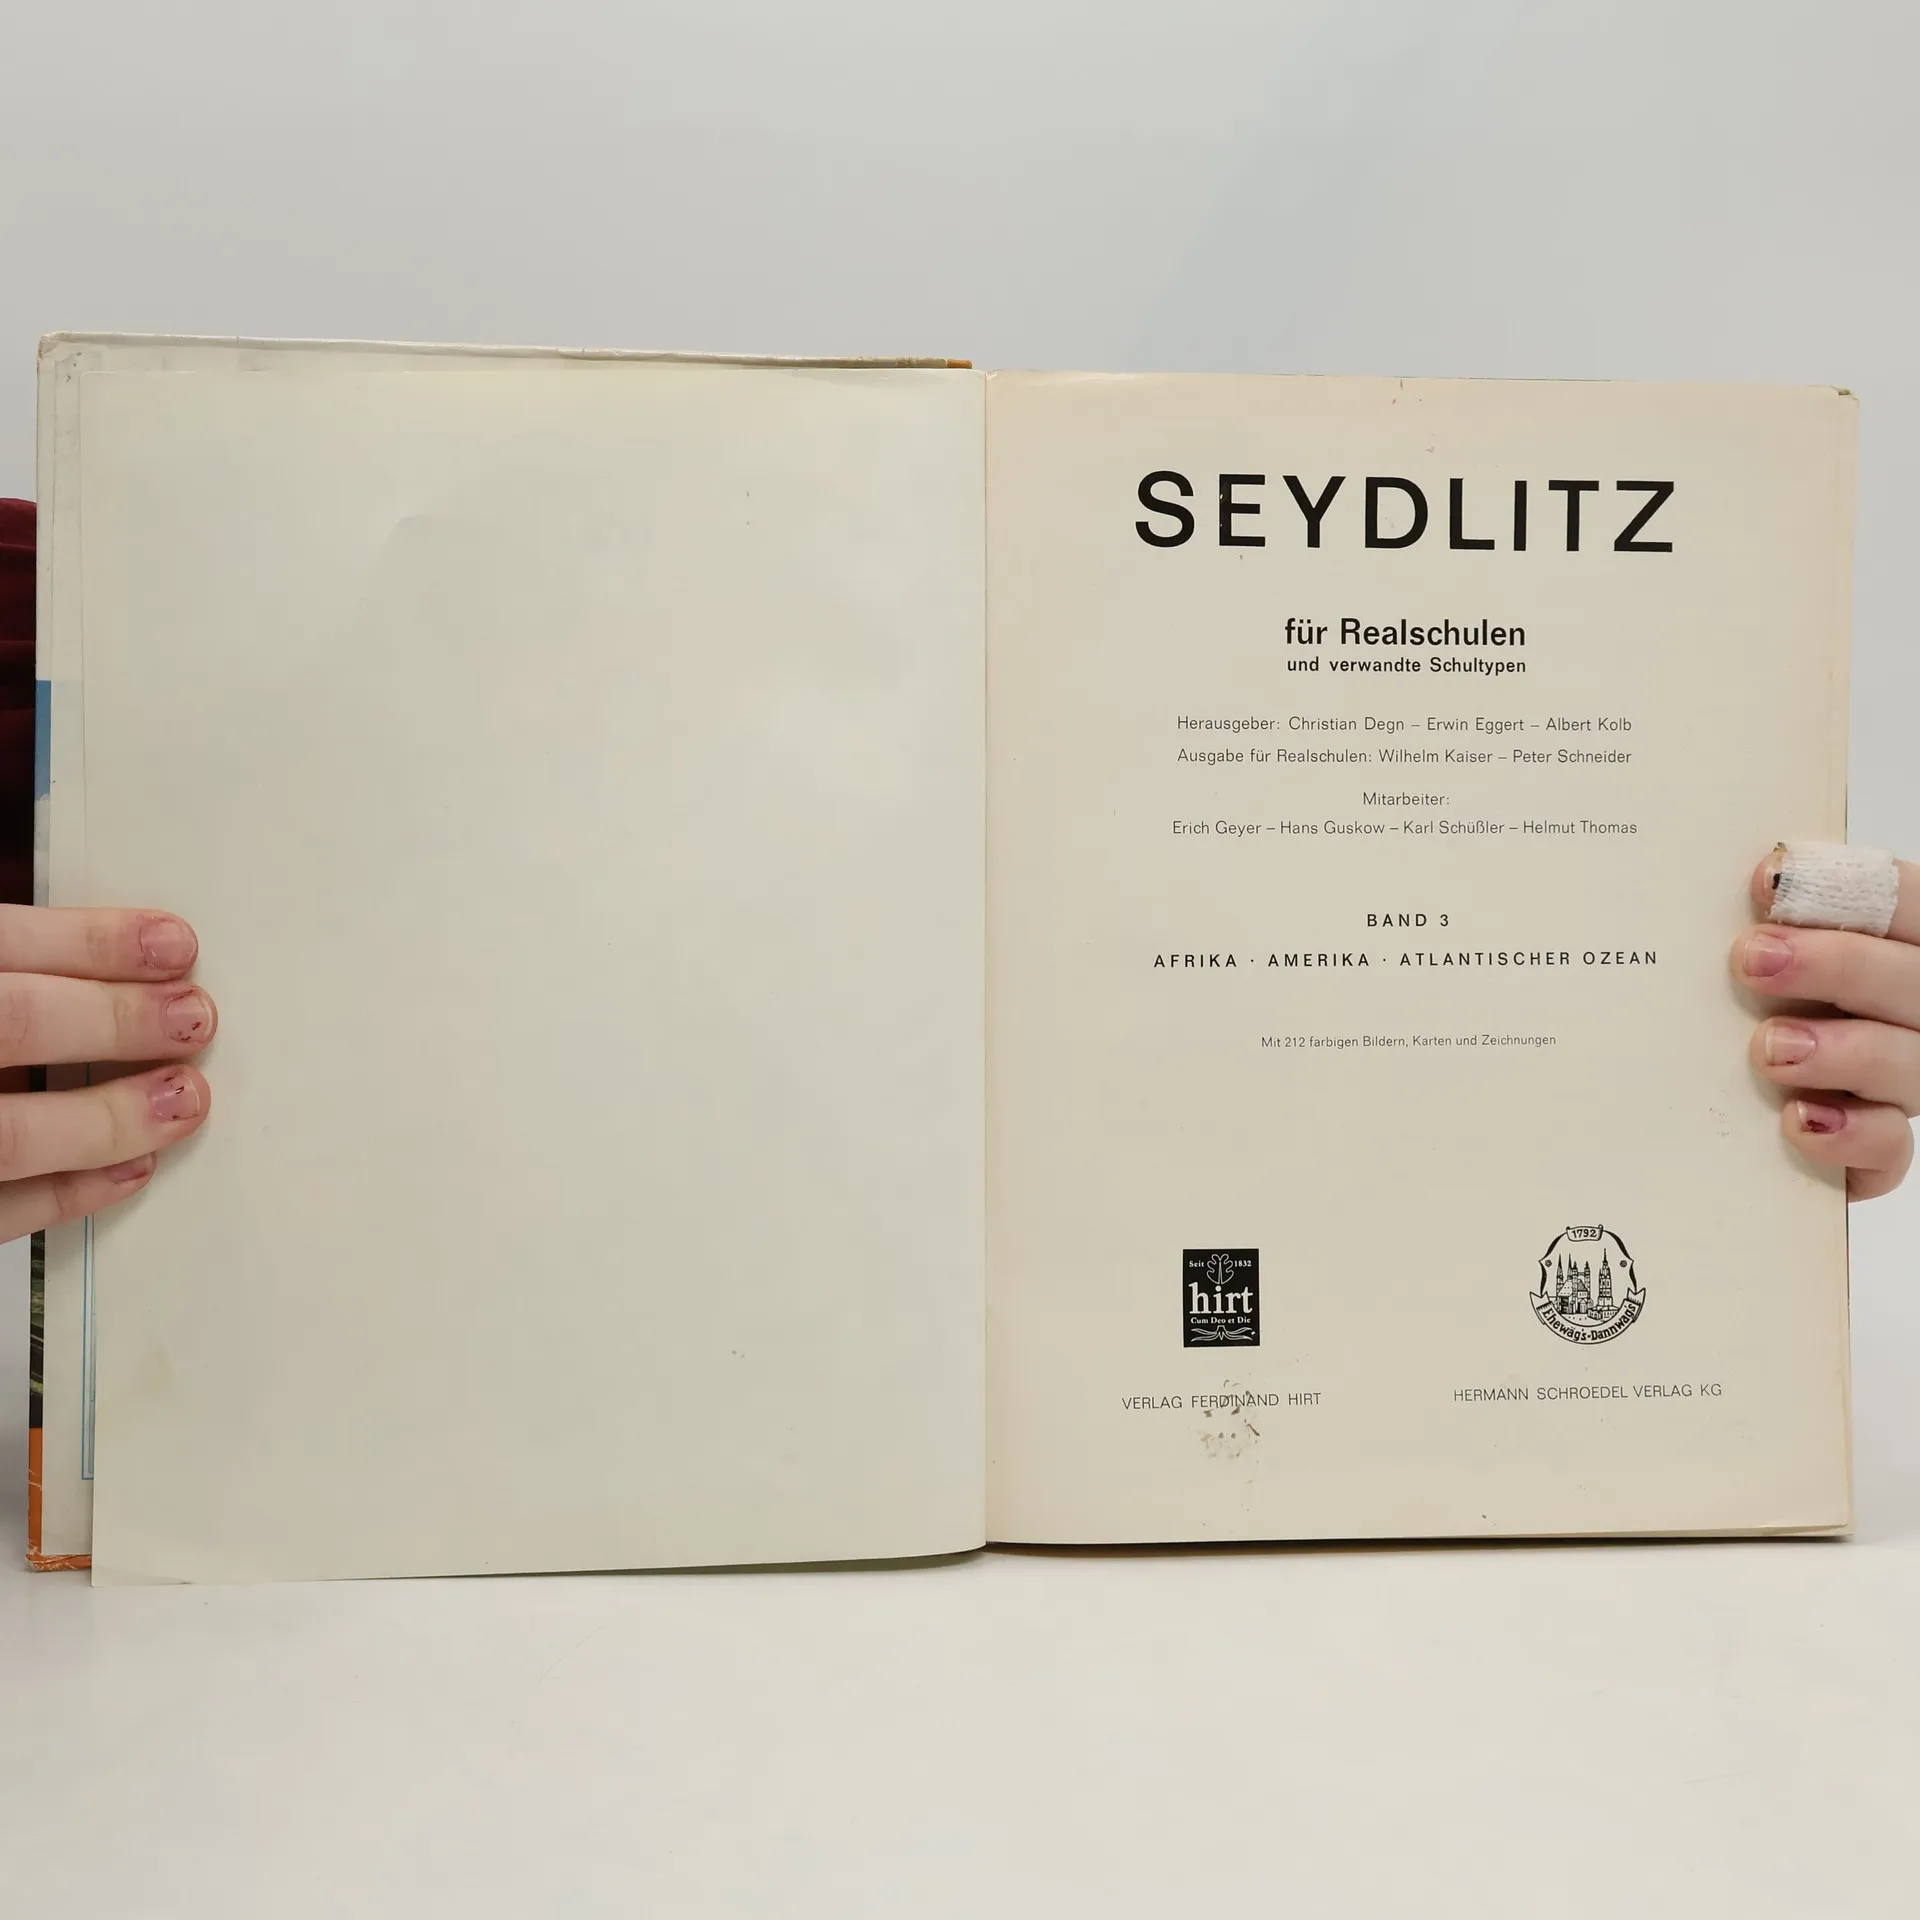 SEYDLITZ
für Realschulen
und verwandte Schultypen
Herausgeber: Christian Degn – Erwin Eggert – Albert Kolb
Ausgabe für Realschulen: Wilhelm Kaiser – Peter Schneider
Mitarbeiter:
Erich Geyer – Hans Guskow – Karl Schüßler – Helmut Thomas
BAND 3
AFRIKA · AMERIKA · ATLANTISCHER OZEAN
Mit 212 farbigen Bildern, Karten und Zeichnungen
Seit 1832
hirt
Cum Deo et Die
1792
Ehewäg's-Dannwäg's
VERLAG FERDINAND HIRT
HERMANN SCHROEDEL VERLAG KG